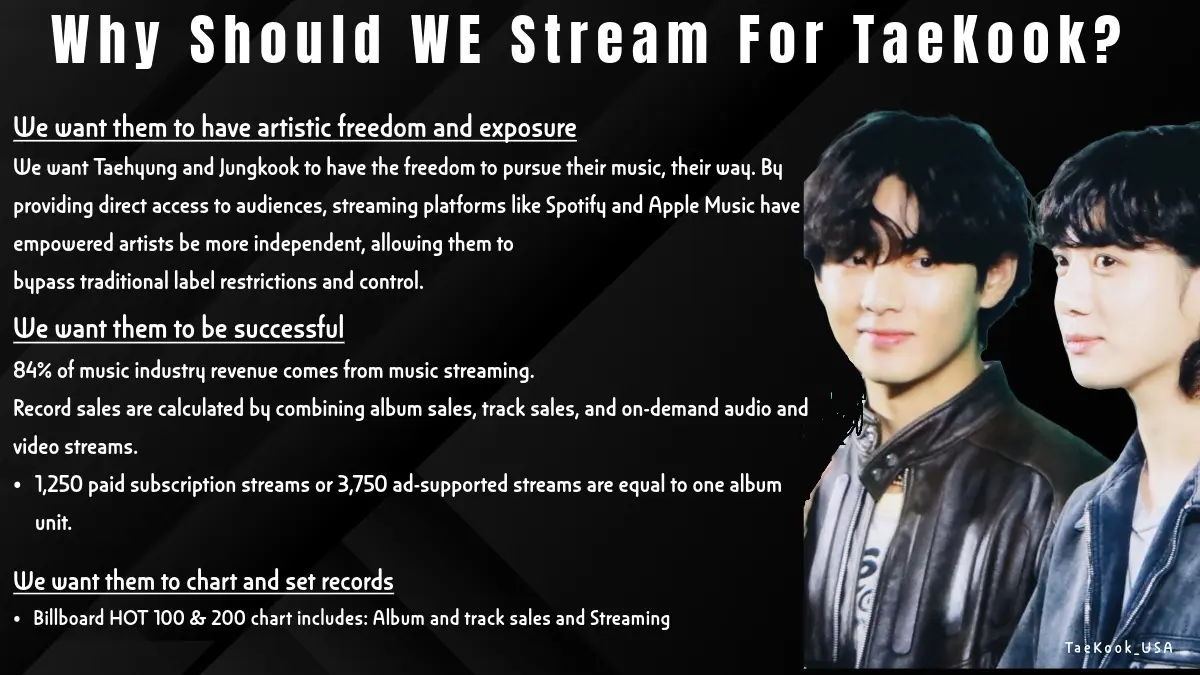 Why Should WE Stream For TaeKook?
We want them to have artistic freedom and exposure
We want Taehyung and Jungkook to have the freedom to pursue their music, their way. By
providing direct access to audiences, streaming platforms like Spotify and Apple Music have
empowered artists be more independent, allowing them to
bypass traditional label restrictions and control.
We want them to be successful
84% of music industry revenue comes from music streaming.
Record sales are calculated by combining album sales, track sales, and on-demand audio and
video streams.
• 1,250 paid subscription streams or 3,750 ad-supported streams are equal to one album
unit.
We want them to chart and set records
• Billboard HOT 100 & 200 chart includes: Album and track sales and Streaming
TaeKook_USA